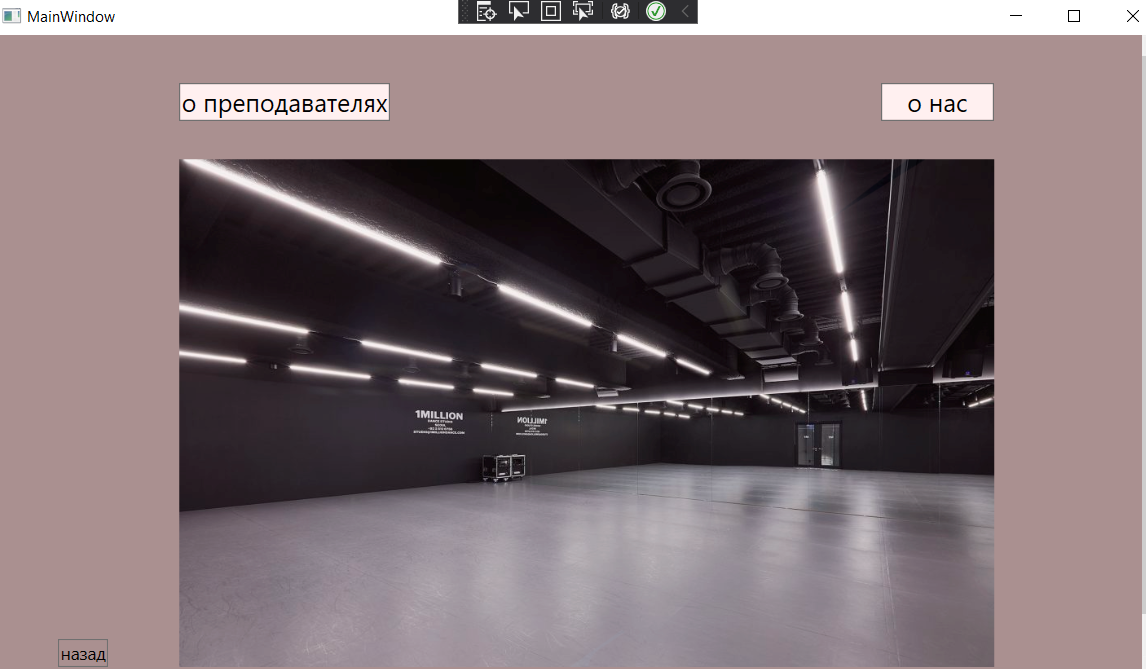 MainWindow
о преподавателях
о нас
1MILLION
назад